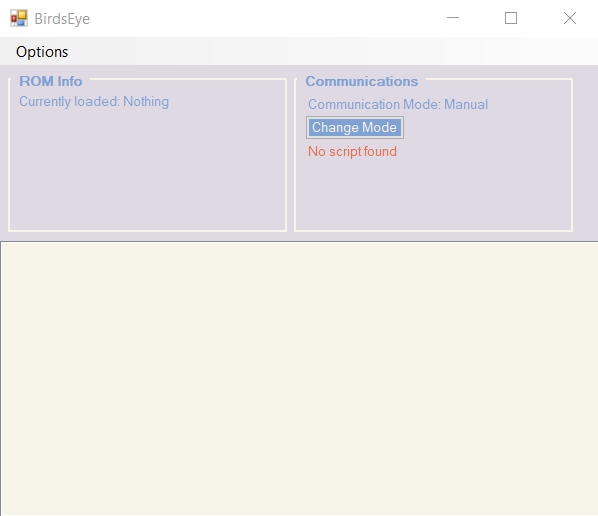 BirdsEye
Options
ROM Info
Currently loaded: Nothing
Communications
Communication Mode: Manual
Change Mode
No script found